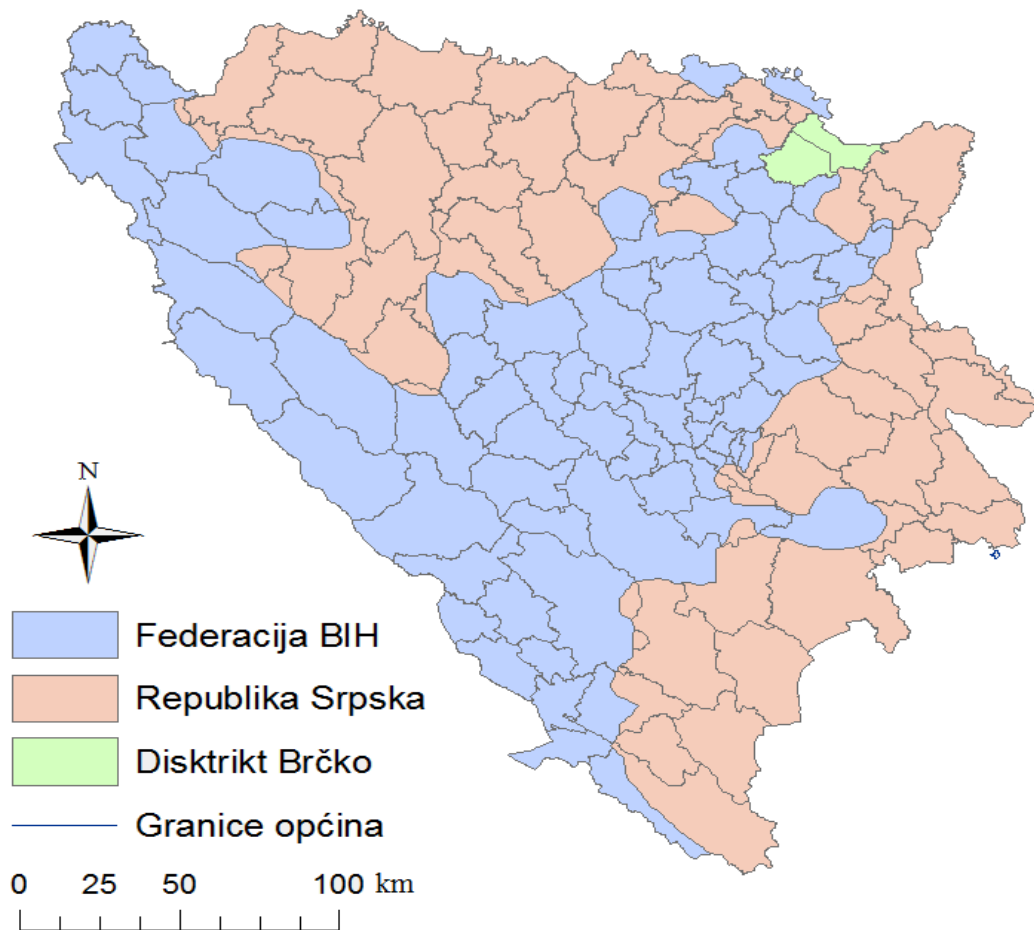 N
Federacija BIH
Republika Srpska
Disktrikt Brčko
Granice općina
0 25 50 100 km